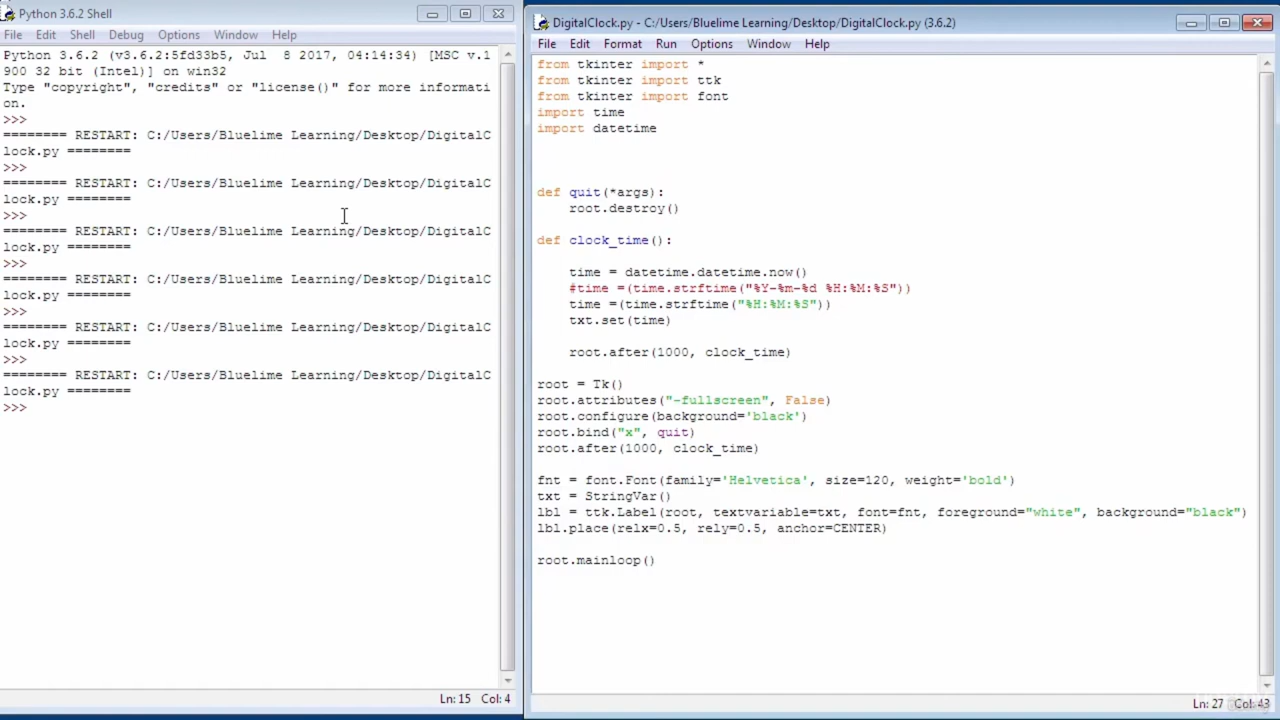 Python 3.6.2 Shell
File Edit Shell Debug Options Window Help
Python 3.6.2 (v3.6.2:5fd33b5, Jul  8 2017, 04:14:34) [MSC v.1
900 32 bit (Intel)] on win32
Type "copyright", "credits" or "license()" for more informati
on.
>>>
======== RESTART: C:/Users/Bluelime Learning/Desktop/DigitalC
lock.py ========
>>>
======== RESTART: C:/Users/Bluelime Learning/Desktop/DigitalC
lock.py ========
>>>
======== RESTART: C:/Users/Bluelime Learning/Desktop/DigitalC
lock.py ========
>>>
======== RESTART: C:/Users/Bluelime Learning/Desktop/DigitalC
lock.py ========
>>>
======== RESTART: C:/Users/Bluelime Learning/Desktop/DigitalC
lock.py ========
>>>
======== RESTART: C:/Users/Bluelime Learning/Desktop/DigitalC
lock.py ========
>>>
Ln: 15 Col: 4
DigitalClock.py - C:/Users/Bluelime Learning/Desktop/DigitalClock.py (3.6.2)
File Edit Format Run Options Window Help
from tkinter import *
from tkinter import ttk
from tkinter import font
import time
import datetime
def quit(*args):
    root.destroy()
def clock_time():
    time = datetime.datetime.now()
    #time =(time.strftime("%Y-%m-%d %H:%M:%S"))
    time =(time.strftime("%H:%M:%S"))
    txt.set(time)
    root.after(1000, clock_time)
root = Tk()
root.attributes("-fullscreen", False)
root.configure(background='black')
root.bind("x", quit)
root.after(1000, clock_time)
fnt = font.Font(family='Helvetica', size=120, weight='bold')
txt = StringVar()
lbl = ttk.Label(root, textvariable=txt, font=fnt, foreground="white", background="black")
lbl.place(relx=0.5, rely=0.5, anchor=CENTER)
root.mainloop()
Ln: 27 Col: 43